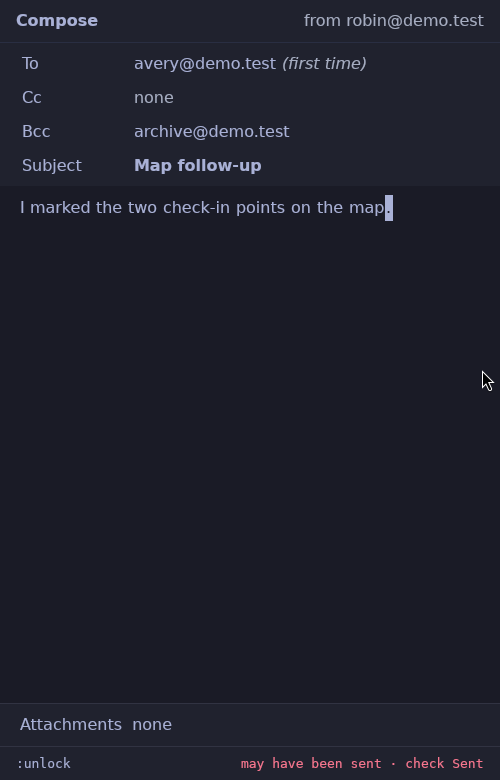 Compose from robin@demo.test
To avery@demo.test (first time)
Cc none
Bcc archive@demo.test
Subject Map follow-up
I marked the two check-in points on the map.
Attachments none
:unlock may have been sent · check Sent